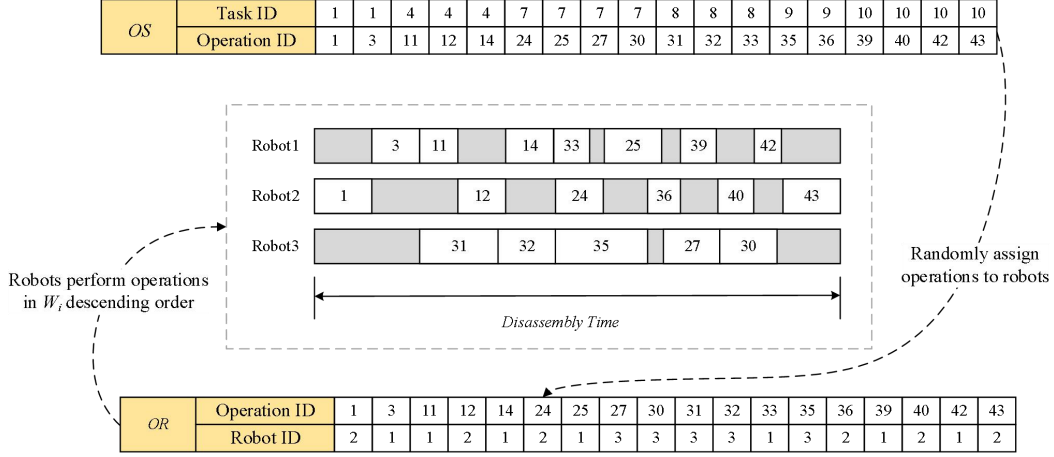 OS
Task ID 1 1 4 4 4 7 7 7 7 8 8 8 9 9 10 10 10 10
Operation ID 1 3 11 12 14 24 25 27 30 31 32 33 35 36 39 40 42 43
Robot1 3 11 14 33 25 39 42
Robot2 1 12 24 36 40 43
Robot3 31 32 35 27 30
Disassembly Time
Robots perform operations
in Wi descending order
Randomly assign
operations to robots
OR
Operation ID 1 3 11 12 14 24 25 27 30 31 32 33 35 36 39 40 42 43
Robot ID 2 1 1 2 1 2 1 3 3 3 3 1 3 2 1 2 1 2